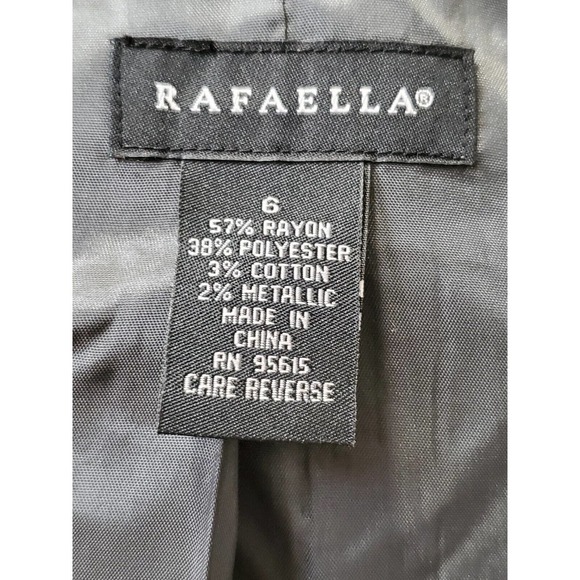 RAFAELLA®
6
57% RAYON
38% POLYESTER
3% COTTON
2% METALLIC
MADE IN
CHINA
RN 95615
CARE REVERSE